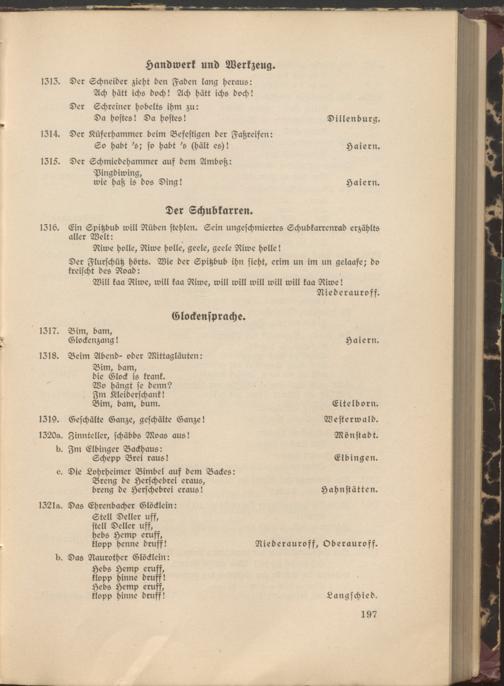 Handwerk und Werkzeug.
1313. Der Schneider zieht den Faden lang heraus:
Ach hätt ichs doch! Ach hätt ichs doch!
Der Schreiner hobelts ihm zu:
Da hostes! Da hostes! Dillenburg.
1314. Der Küferhammer beim Befestigen der Faßreifen:
So habt 's; so habt 's (hält es)! Haiern.
1315. Der Schmiedehammer auf dem Amboß:
Pingdiwing,
wie haß is dos Ding! Haiern.
Der Schubkarren.
1316. Ein Spitzbub will Rüben stehlen. Sein ungeschmiertes Schubkarrenrad erzählts
aller Welt:
Riwe holle, Riwe holle, geele, geele Riwe holle!
Der Flurschütz hörts. Wie der Spitzbub ihn sieht, erim un im un gelaafe; do
kreischt des Road:
Will kaa Riwe, will kaa Riwe, will will will will will kaa Riwe!
Niederauroff.
Glockensprache.
1317. Bim, bam,
Glockenzang! Haiern.
1318. Beim Abend- oder Mittagläuten:
Bim, bam,
die Glock is krank.
Wo hängt se denn?
Im Kleiderschank!
Bim, bam, bum. Eitelborn.
1319. Geschälte Ganze, geschälte Ganze! Westerwald.
1320a. Zinnteller, schäbbs Moas aus! Mönstadt.
b. Im Elbinger Backhaus:
Schepp Brei raus! Elbingen.
c. Die Lohrheimer Bimbel auf dem Backes:
Breng de Herschebrei eraus,
breng de Herschebrei eraus! Hahnstätten.
1321a. Das Ehrenbacher Glöcklein:
Stell Deller uff,
stell Deller uff,
hebs Hemp eruff,
klopp henne druff! Niederauroff, Oberauroff.
b. Das Naurother Glöcklein:
Hebs Hemp eruff,
klopp hinne druff!
Hebs Hemp eruff,
klopp hinne druff! Langschied.
197